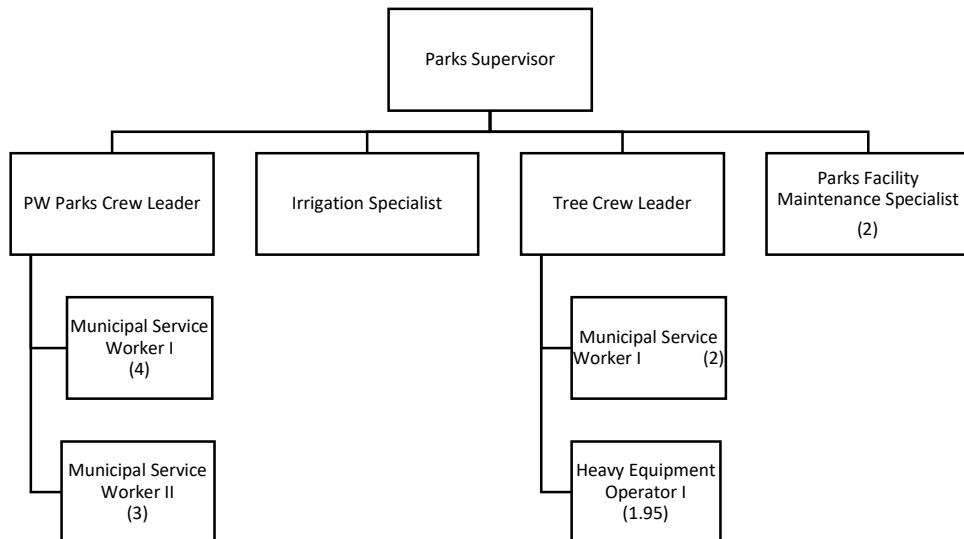 Parks Supervisor
PW Parks Crew Leader
Irrigation Specialist
Tree Crew Leader
Parks Facility
Maintenance Specialist
(2)
Municipal Service
Worker I
(4)
Municipal Service
Worker I (2)
Municipal Service
Worker II
(3)
Heavy Equipment
Operator I
(1.95)